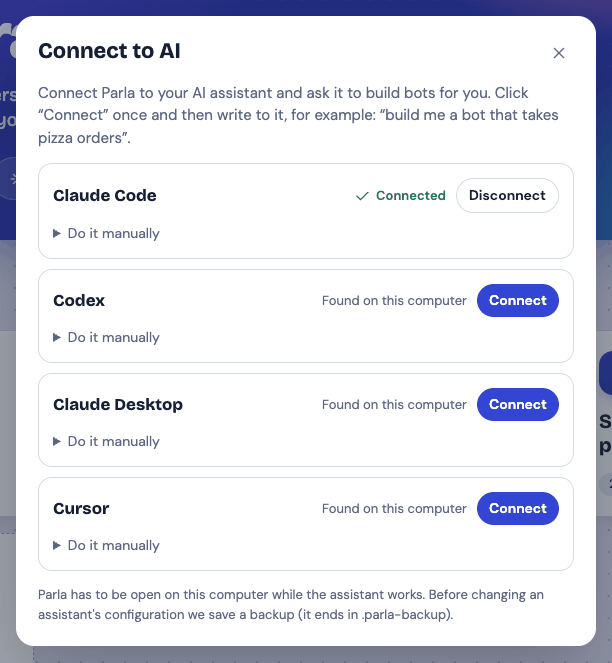 Connect to AI
Connect Parla to your AI assistant and ask it to build bots for you. Click
“Connect” once and then write to it, for example: “build me a bot that takes
pizza orders”.
Claude Code
Connected
Disconnect
Do it manually
Codex
Found on this computer
Connect
Do it manually
Claude Desktop
Found on this computer
Connect
Do it manually
Cursor
Found on this computer
Connect
Do it manually
Parla has to be open on this computer while the assistant works. Before changing an
assistant's configuration we save a backup (it ends in .parla-backup).